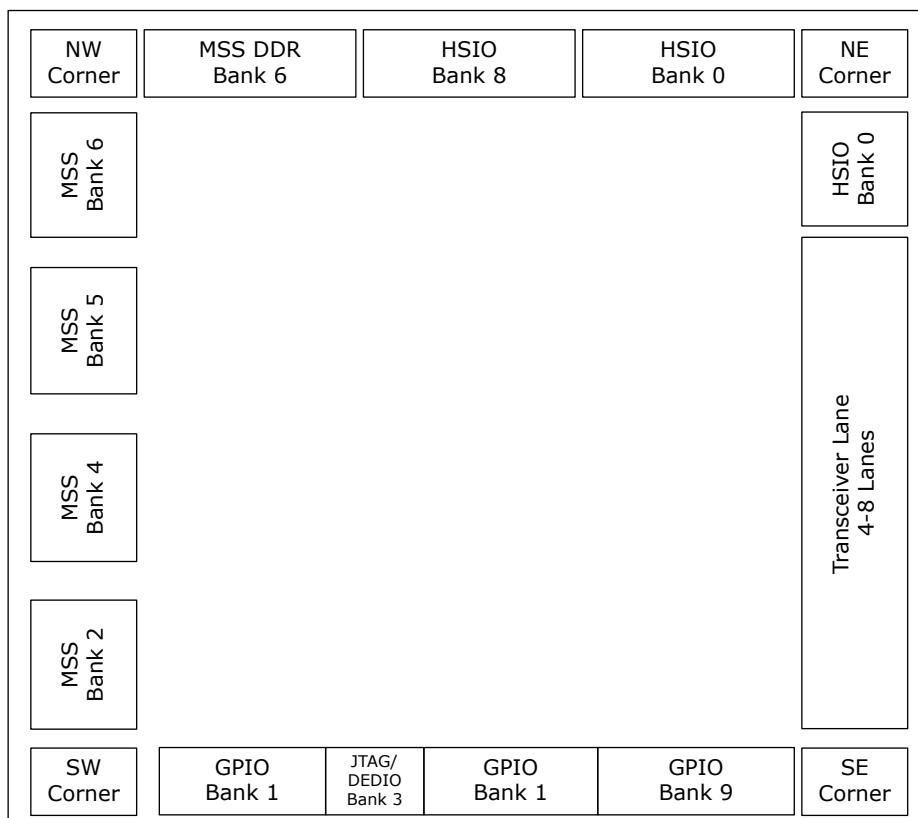 NW
Corner
MSS DDR
Bank 6
HSIO
Bank 8
HSIO
Bank 0
NE
Corner
MSS
Bank 6
HSIO
Bank 0
MSS
Bank 5
MSS
Bank 4
Transceiver Lane
4-8 Lanes
MSS
Bank 2
SW
Corner
GPIO
Bank 1
JTAG/
DEDIO
Bank 3
GPIO
Bank 1
GPIO
Bank 9
SE
Corner